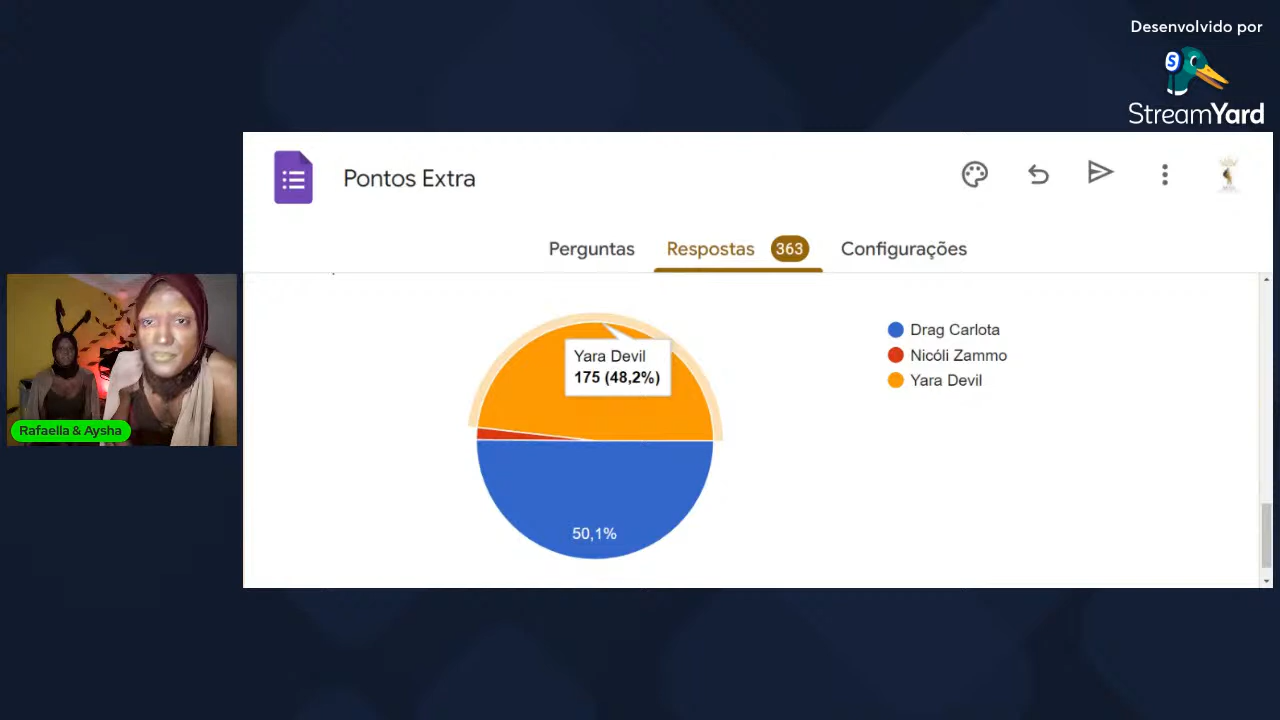 Desenvolvido por
StreamYard
Pontos Extra
Perguntas
Respostas
363
Configurações
Yara Devil
175 (48,2%)
50,1%
Drag Carlota
Nicóli Zammo
Yara Devil
Rafaella & Aysha